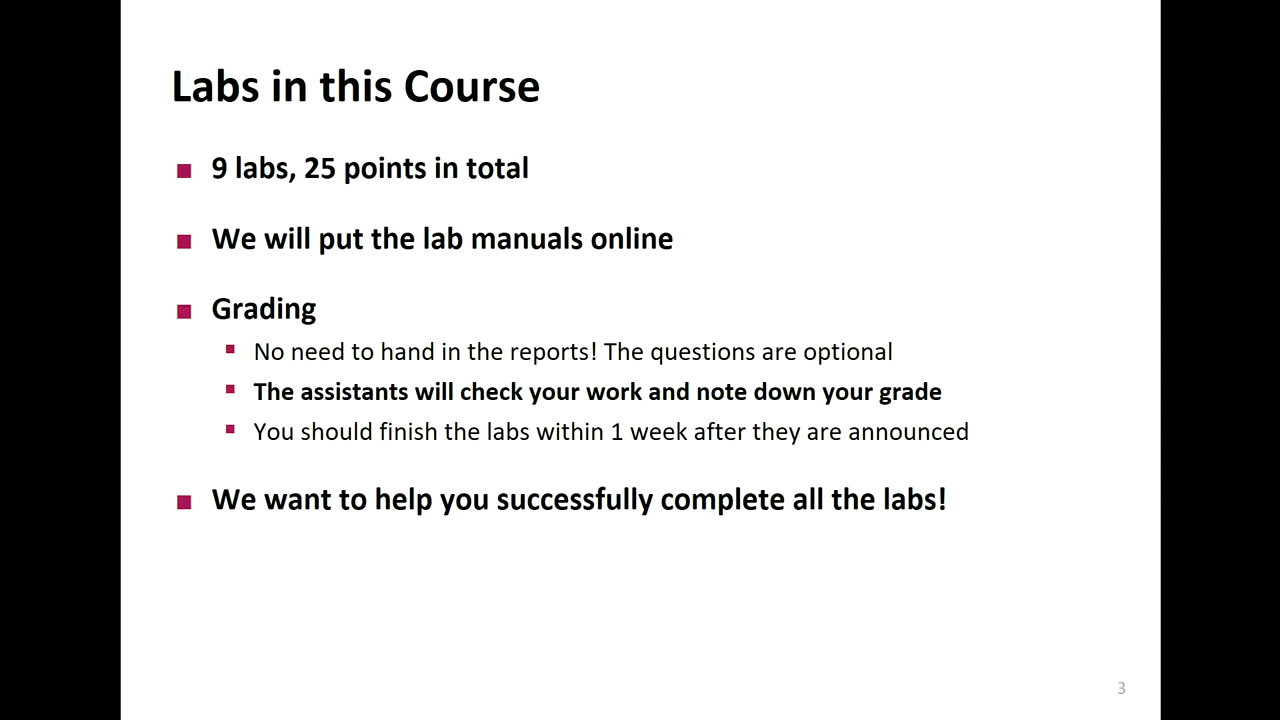 Labs in this Course
9 labs, 25 points in total
We will put the lab manuals online
Grading
No need to hand in the reports! The questions are optional
The assistants will check your work and note down your grade
You should finish the labs within 1 week after they are announced
We want to help you successfully complete all the labs!
3